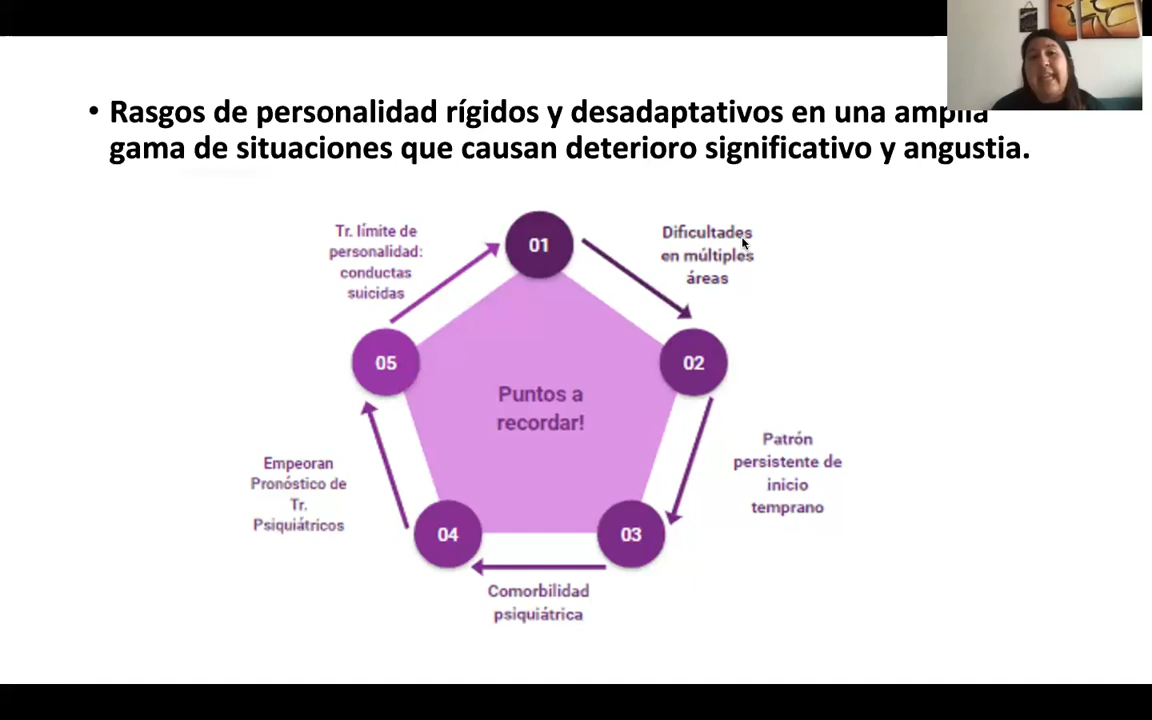 • Rasgos de personalidad rígidos y desadaptativos en una amplia
gama de situaciones que causan deterioro significativo y angustia.
01
Dificultades
en múltiples
áreas
02
Patrón
persistente de
inicio
temprano
03
Comorbilidad
psiquiátrica
04
Empeoran
Pronóstico de
Tr.
Psiquiátricos
05
Tr. límite de
personalidad:
conductas
suicidas
Puntos a
recordar!